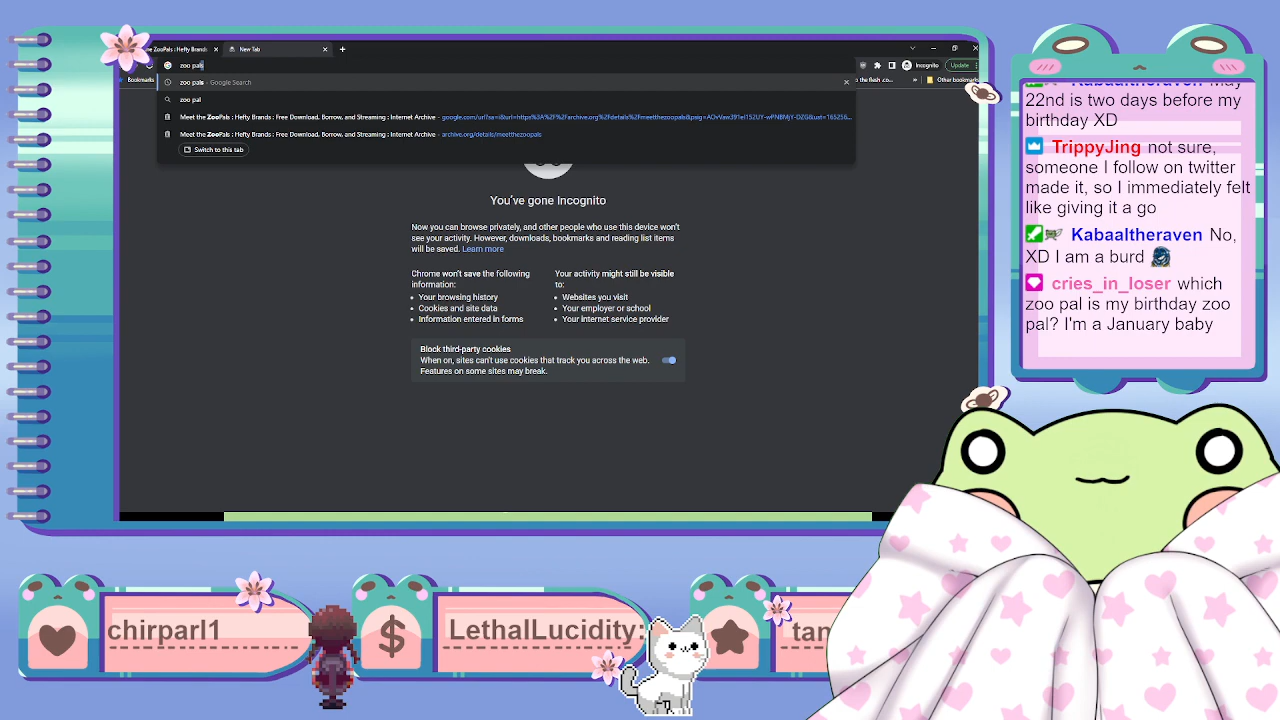 he ZooPals : Hefty Brands
New Tab
zoo pals
Incognito
Update
Bookmarks
o the flesh .co...
Other bookmarks
zoo pals - Google Search
zoo pal
Meet the ZooPals : Hefty Brands : Free Download, Borrow, and Streaming : Internet Archive -
Meet the ZooPals : Hefty Brands : Free Download, Borrow, and Streaming : Internet Archive - archive.org/details/meetthezoopals
Switch to this tab
You've gone Incognito
Now you can browse privately, and other people who use this device won't
see your activity. However, downloads, bookmarks and reading list items
will be saved. Learn more
Chrome won't save the following
information:
• Your browsing history
• Cookies and site data
• Information entered in forms
Your activity might still be visible
to:
• Websites you visit
• Your employer or school
• Your internet service provider
Block third-party cookies
When on, sites can't use cookies that track you across the web.
Features on some sites may break.
Kabaaltheraven May
22nd is two days before my
birthday XD
TrippyJing not sure,
someone I follow on twitter
made it, so I immediately felt
like giving it a go
Kabaaltheraven No,
XD I am a burd
cries_in_loser which
zoo pal is my birthday zoo
pal? I'm a January baby
chirparl1
$
LethalLucidity:
tan